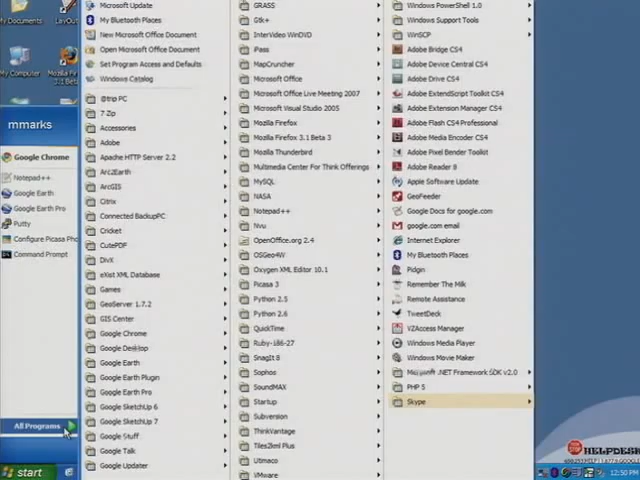 My Documents
LayOut
My Computer
Mozilla Firefox
3.1 Beta
mmarks
Google Chrome
Notepad++
Google Earth
Google Earth Pro
Putty
Configure Picasa Pho
Command Prompt
All Programs
start
Microsoft Update
My Bluetooth Places
New Microsoft Office Document
Open Microsoft Office Document
Set Program Access and Defaults
Windows Catalog
@trip PC
7 Zip
Accessories
Adobe
Apache HTTP Server 2.2
Arc2Earth
ArcGIS
Citrix
Connected BackupPC
Cricket
CutePDF
DivX
eXist XML Database
Games
GeoServer 1.7.2
GIS Center
Google Chrome
Google Desktop
Google Earth
Google Earth Plugin
Google Earth Pro
Google SketchUp 6
Google SketchUp 7
Google Stuff
Google Talk
Google Updater
GRASS
Gtk+
InterVideo WinDVD
iPass
MapCruncher
Microsoft Office
Microsoft Office Live Meeting 2007
Microsoft Visual Studio 2005
Mozilla Firefox
Mozilla Firefox 3.1 Beta 3
Mozilla Thunderbird
Multimedia Center For Think Offerings
MySQL
NASA
Notepad++
Nvu
OpenOffice.org 2.4
OSGeo4W
Oxygen XML Editor 10.1
Picasa 3
Python 2.5
Python 2.6
QuickTime
Ruby-186-27
SnagIt 8
Sophos
SoundMAX
Startup
Subversion
ThinkVantage
Tiles2kml Plus
Utimaco
VMware
Windows PowerShell 1.0
Windows Support Tools
WinSCP
Adobe Bridge CS4
Adobe Device Central CS4
Adobe Drive CS4
Adobe ExtendScript Toolkit CS4
Adobe Extension Manager CS4
Adobe Flash CS4 Professional
Adobe Media Encoder CS4
Adobe Pixel Bender Toolkit
Adobe Reader 8
Apple Software Update
GeoFeeder
Google Docs for google.com
google.com email
Internet Explorer
My Bluetooth Places
Pidgin
Remember The Milk
Remote Assistance
TweetDeck
VZAccess Manager
Windows Media Player
Windows Movie Maker
Microsoft .NET Framework SDK v2.0
PHP 5
Skype
HELPDESK
12:50 PM